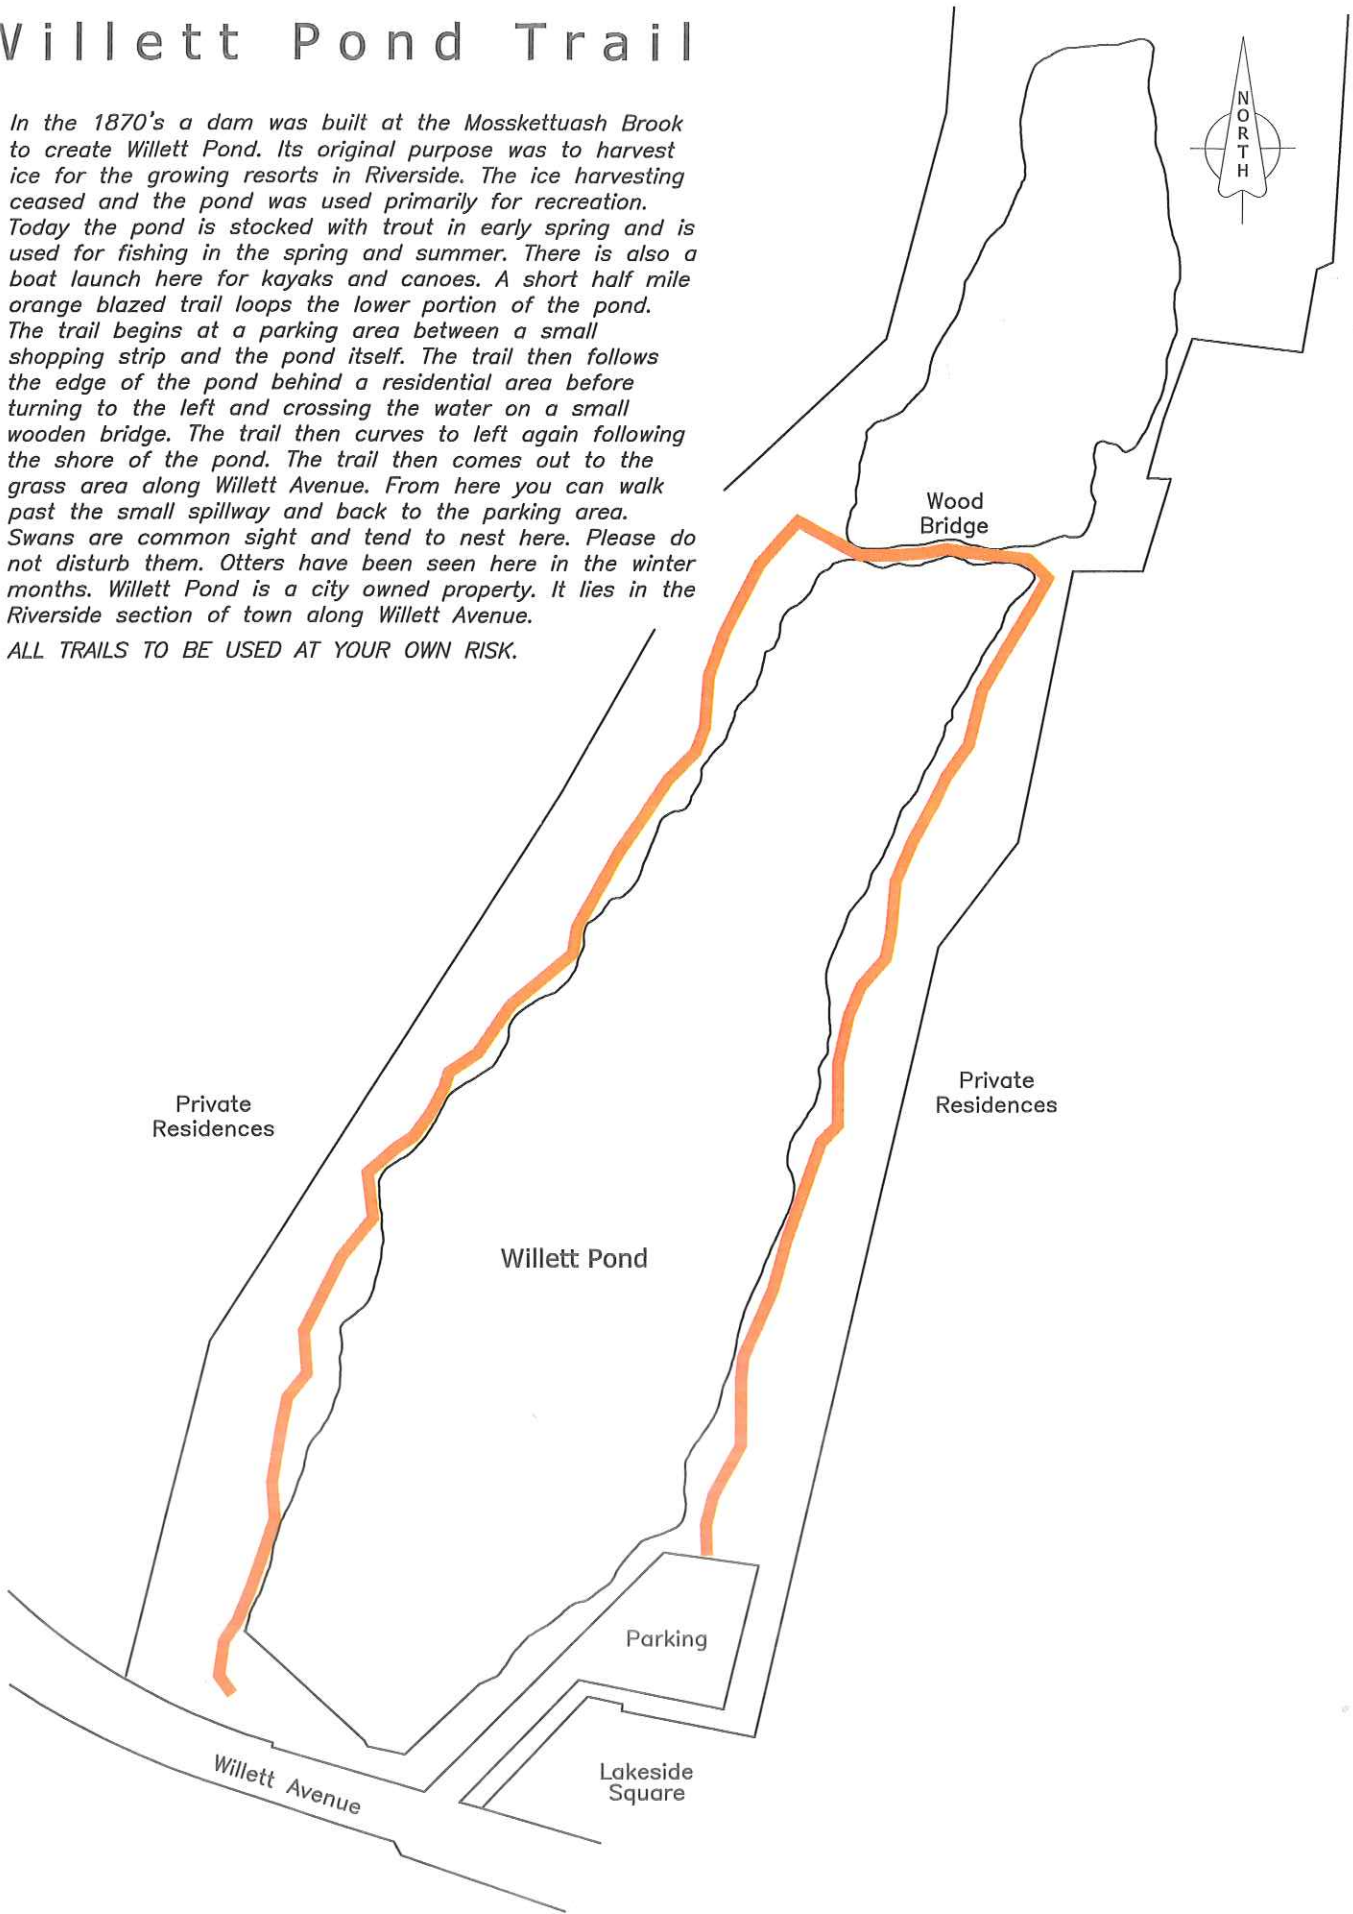 Willett Pond Trail
In the 1870's a dam was built at the Mosskettuash Brook
to create Willett Pond. Its original purpose was to harvest
ice for the growing resorts in Riverside. The ice harvesting
ceased and the pond was used primarily for recreation.
Today the pond is stocked with trout in early spring and is
used for fishing in the spring and summer. There is also a
boat launch here for kayaks and canoes. A short half mile
orange blazed trail loops the lower portion of the pond.
The trail begins at a parking area between a small
shopping strip and the pond itself. The trail then follows
the edge of the pond behind a residential area before
turning to the left and crossing the water on a small
wooden bridge. The trail then curves to left again following
the shore of the pond. The trail then comes out to the
grass area along Willett Avenue. From here you can walk
past the small spillway and back to the parking area.
Swans are common sight and tend to nest here. Please do
not disturb them. Otters have been seen here in the winter
months. Willett Pond is a city owned property. It lies in the
Riverside section of town along Willett Avenue.
ALL TRAILS TO BE USED AT YOUR OWN RISK.
NORTH
Wood
Bridge
Private
Residences
Private
Residences
Willett Pond
Parking
Lakeside
Square
Willett Avenue